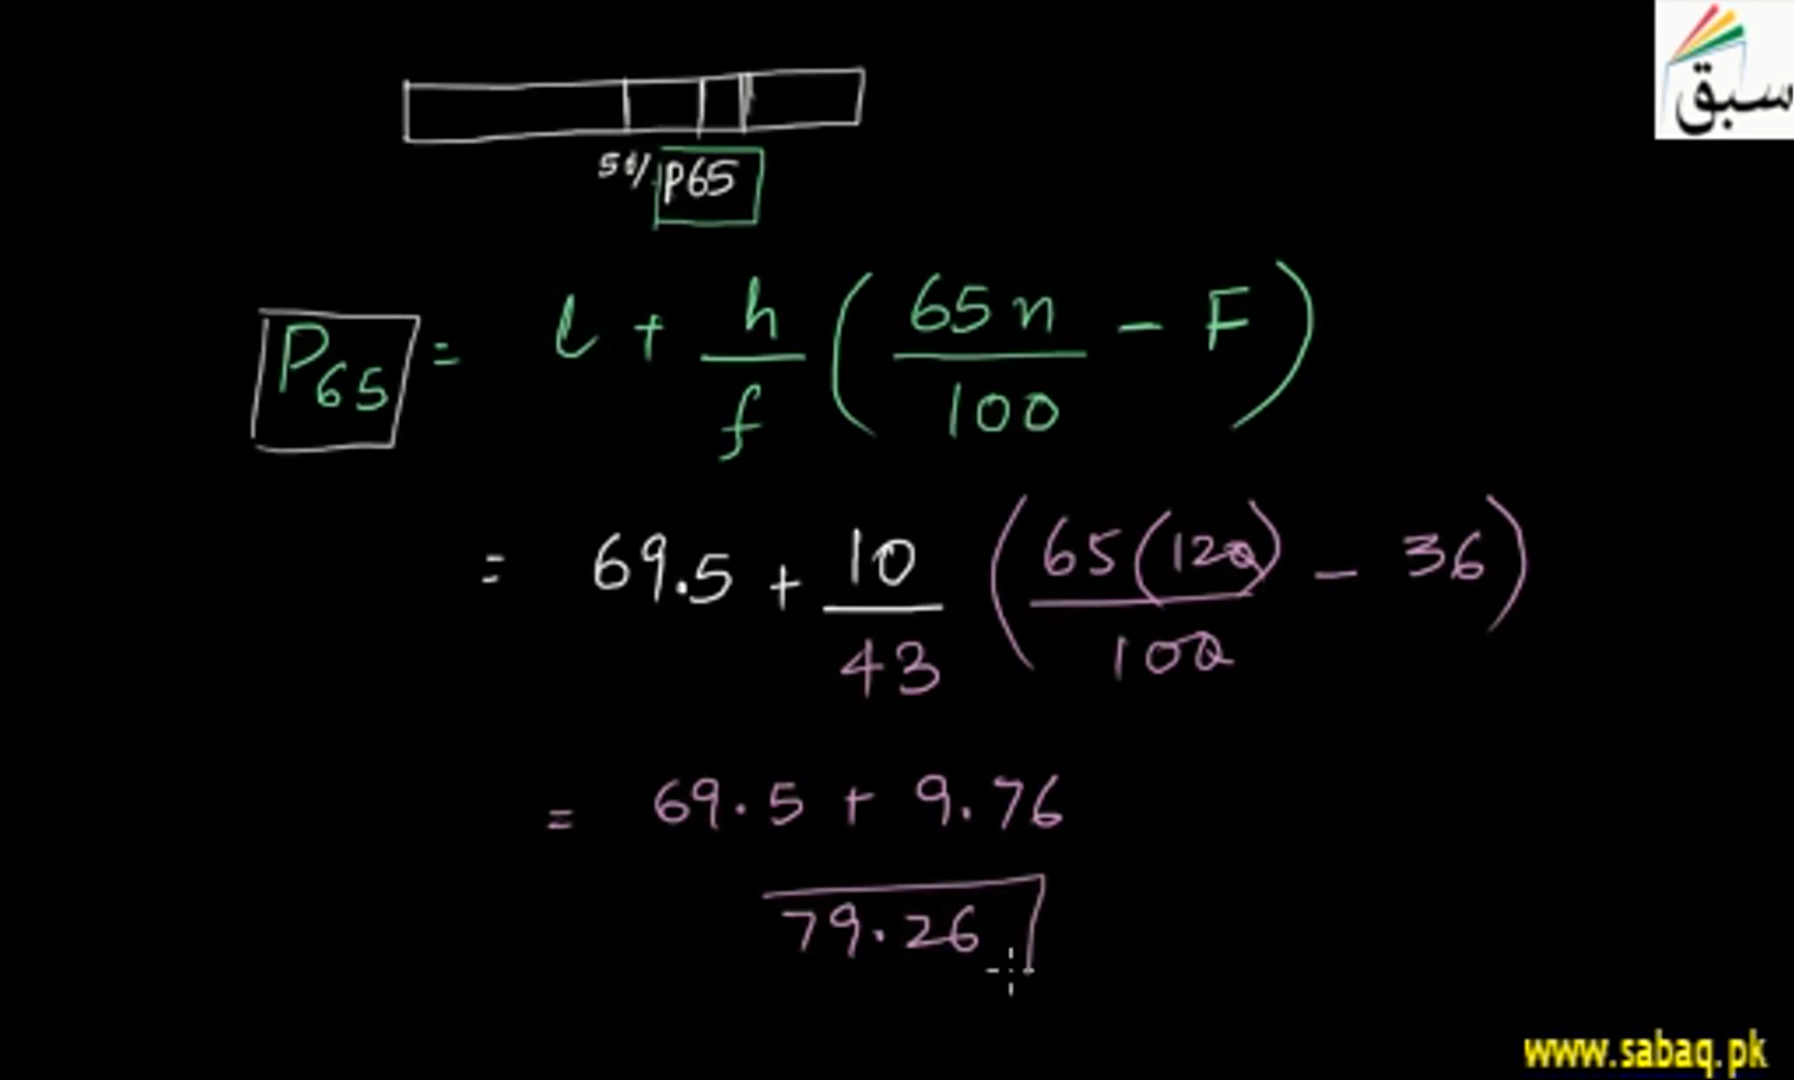 سبق
50% P65
P65 = l + h/f (65n/100 - F)
= 69.5 + 10/43 (65(120)/100 - 36)
= 69.5 + 9.76
79.26
www.sabaq.pk